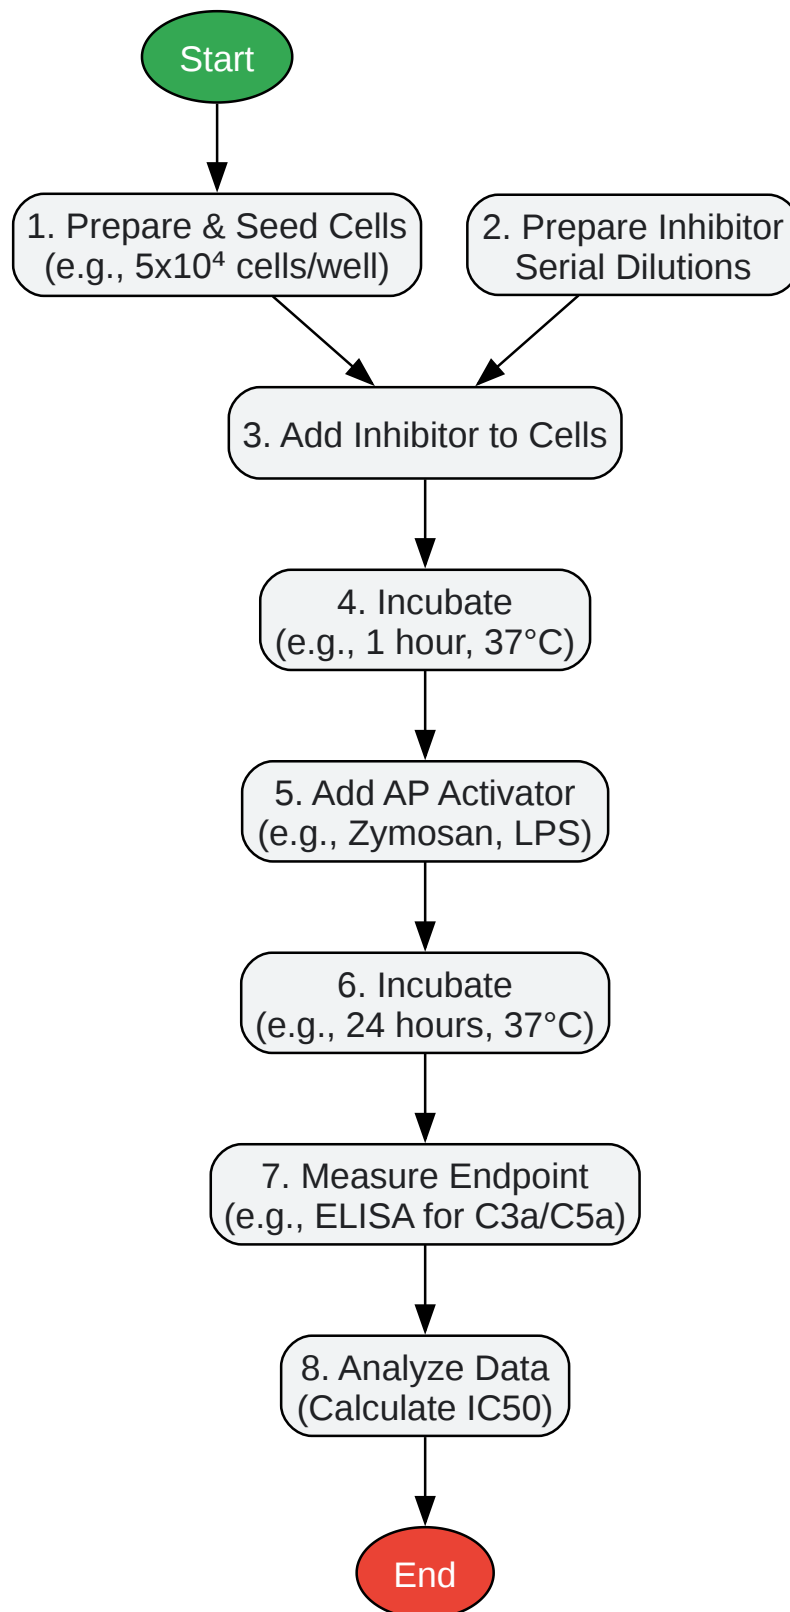 Start
1. Prepare & Seed Cells
(e.g., 5x10⁴ cells/well)
2. Prepare Inhibitor
Serial Dilutions
3. Add Inhibitor to Cells
4. Incubate
(e.g., 1 hour, 37°C)
5. Add AP Activator
(e.g., Zymosan, LPS)
6. Incubate
(e.g., 24 hours, 37°C)
7. Measure Endpoint
(e.g., ELISA for C3a/C5a)
8. Analyze Data
(Calculate IC50)
End